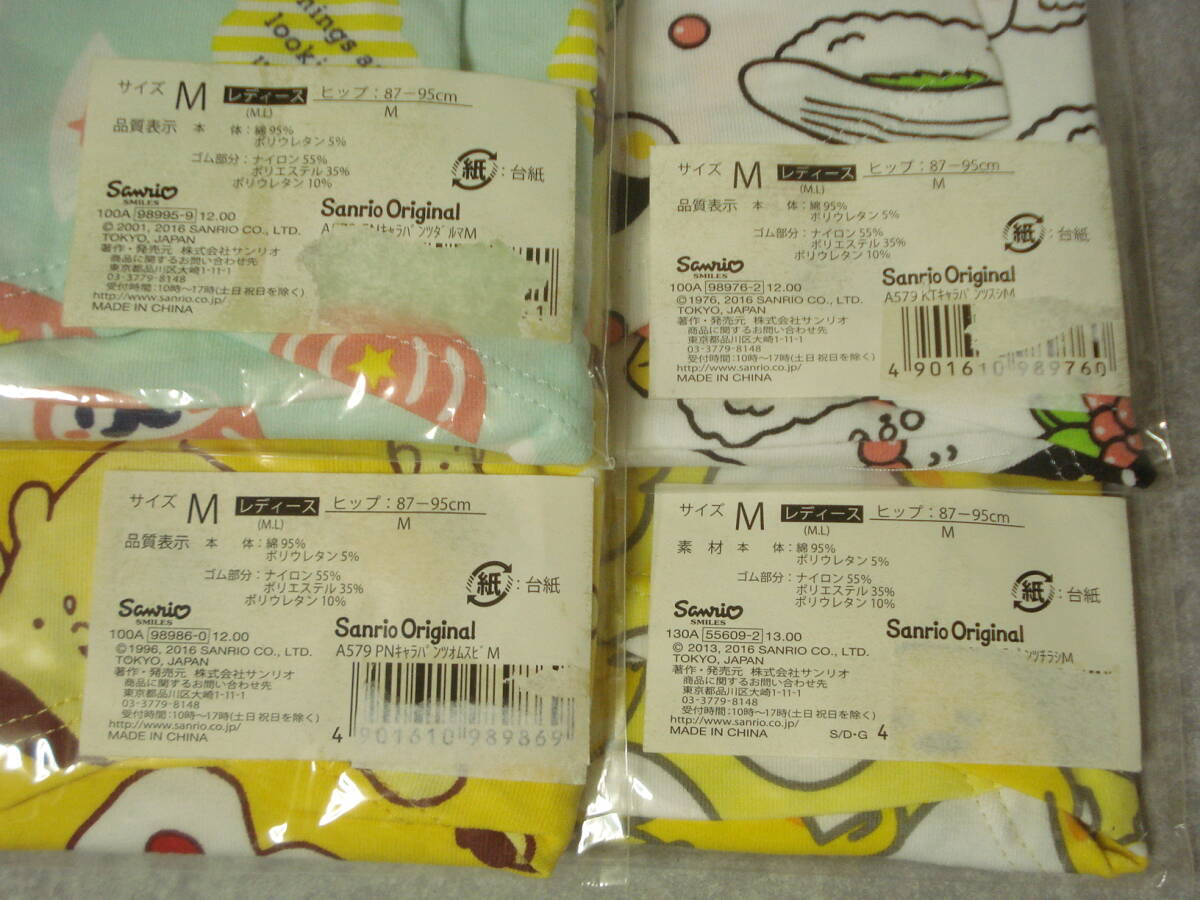 nings a
looki
サイズ M レディース ヒップ：87−95cm
(M.L) M
品質表示 本 体：綿95%
ポリウレタン5%
ゴム部分：ナイロン55%
ポリエステル35%
ポリウレタン10%
紙：台紙
Sanrio
SMILES
Sanrio Original
100A 98995-9 12.00
キャラパンツダルマM
© 2001, 2016 SANRIO CO., LTD.
TOKYO, JAPAN
著作・発売元 株式会社サンリオ
商品に関するお問い合わせ先
東京都品川区大崎1-11-1
03-3779-8148
受付時間：10時〜17時(土日祝日を除く)
http://www.sanrio.co.jp/
MADE IN CHINA
サイズ M レディース ヒップ：87−95cm
(M.L) M
品質表示 本 体：綿95%
ポリウレタン5%
ゴム部分：ナイロン55%
ポリエステル35%
ポリウレタン10%
紙：台紙
Sanrio
SMILES
Sanrio Original
100A 98976-2 12.00
A579 KTキャラパンツスシM
©1976, 2016 SANRIO CO., LTD.
TOKYO, JAPAN
著作・発売元 株式会社サンリオ
商品に関するお問い合わせ先
東京都品川区大崎1-11-1
03-3779-8148
受付時間：10時〜17時(土日祝日を除く)
http://www.sanrio.co.jp/
MADE IN CHINA
4 901610 989760
サイズ M レディース ヒップ：87−95cm
(M.L) M
品質表示 本 体：綿95%
ポリウレタン5%
ゴム部分：ナイロン55%
ポリエステル35%
ポリウレタン10%
紙：台紙
Sanrio
SMILES
Sanrio Original
100A 98986-0 12.00
A579 PNキャラパンツオムスビM
©1996, 2016 SANRIO CO., LTD.
TOKYO, JAPAN
著作・発売元 株式会社サンリオ
商品に関するお問い合わせ先
東京都品川区大崎1-11-1
03-3779-8148
受付時間：10時〜17時(土日祝日を除く)
http://www.sanrio.co.jp/
MADE IN CHINA
4 901610 989869
サイズ M レディース ヒップ：87−95cm
(M.L) M
素 材 本 体：綿95%
ポリウレタン5%
ゴム部分：ナイロン55%
ポリエステル35%
ポリウレタン10%
紙：台紙
Sanrio
SMILES
Sanrio Original
130A 55609-2 13.00
ンツチラシM
© 2013, 2016 SANRIO CO., LTD.
TOKYO, JAPAN
著作・発売元 株式会社サンリオ
商品に関するお問い合わせ先
東京都品川区大崎1-11-1
03-3779-8148
受付時間：10時〜17時(土日祝日を除く)
http://www.sanrio.co.jp/
MADE IN CHINA S/D・G 4